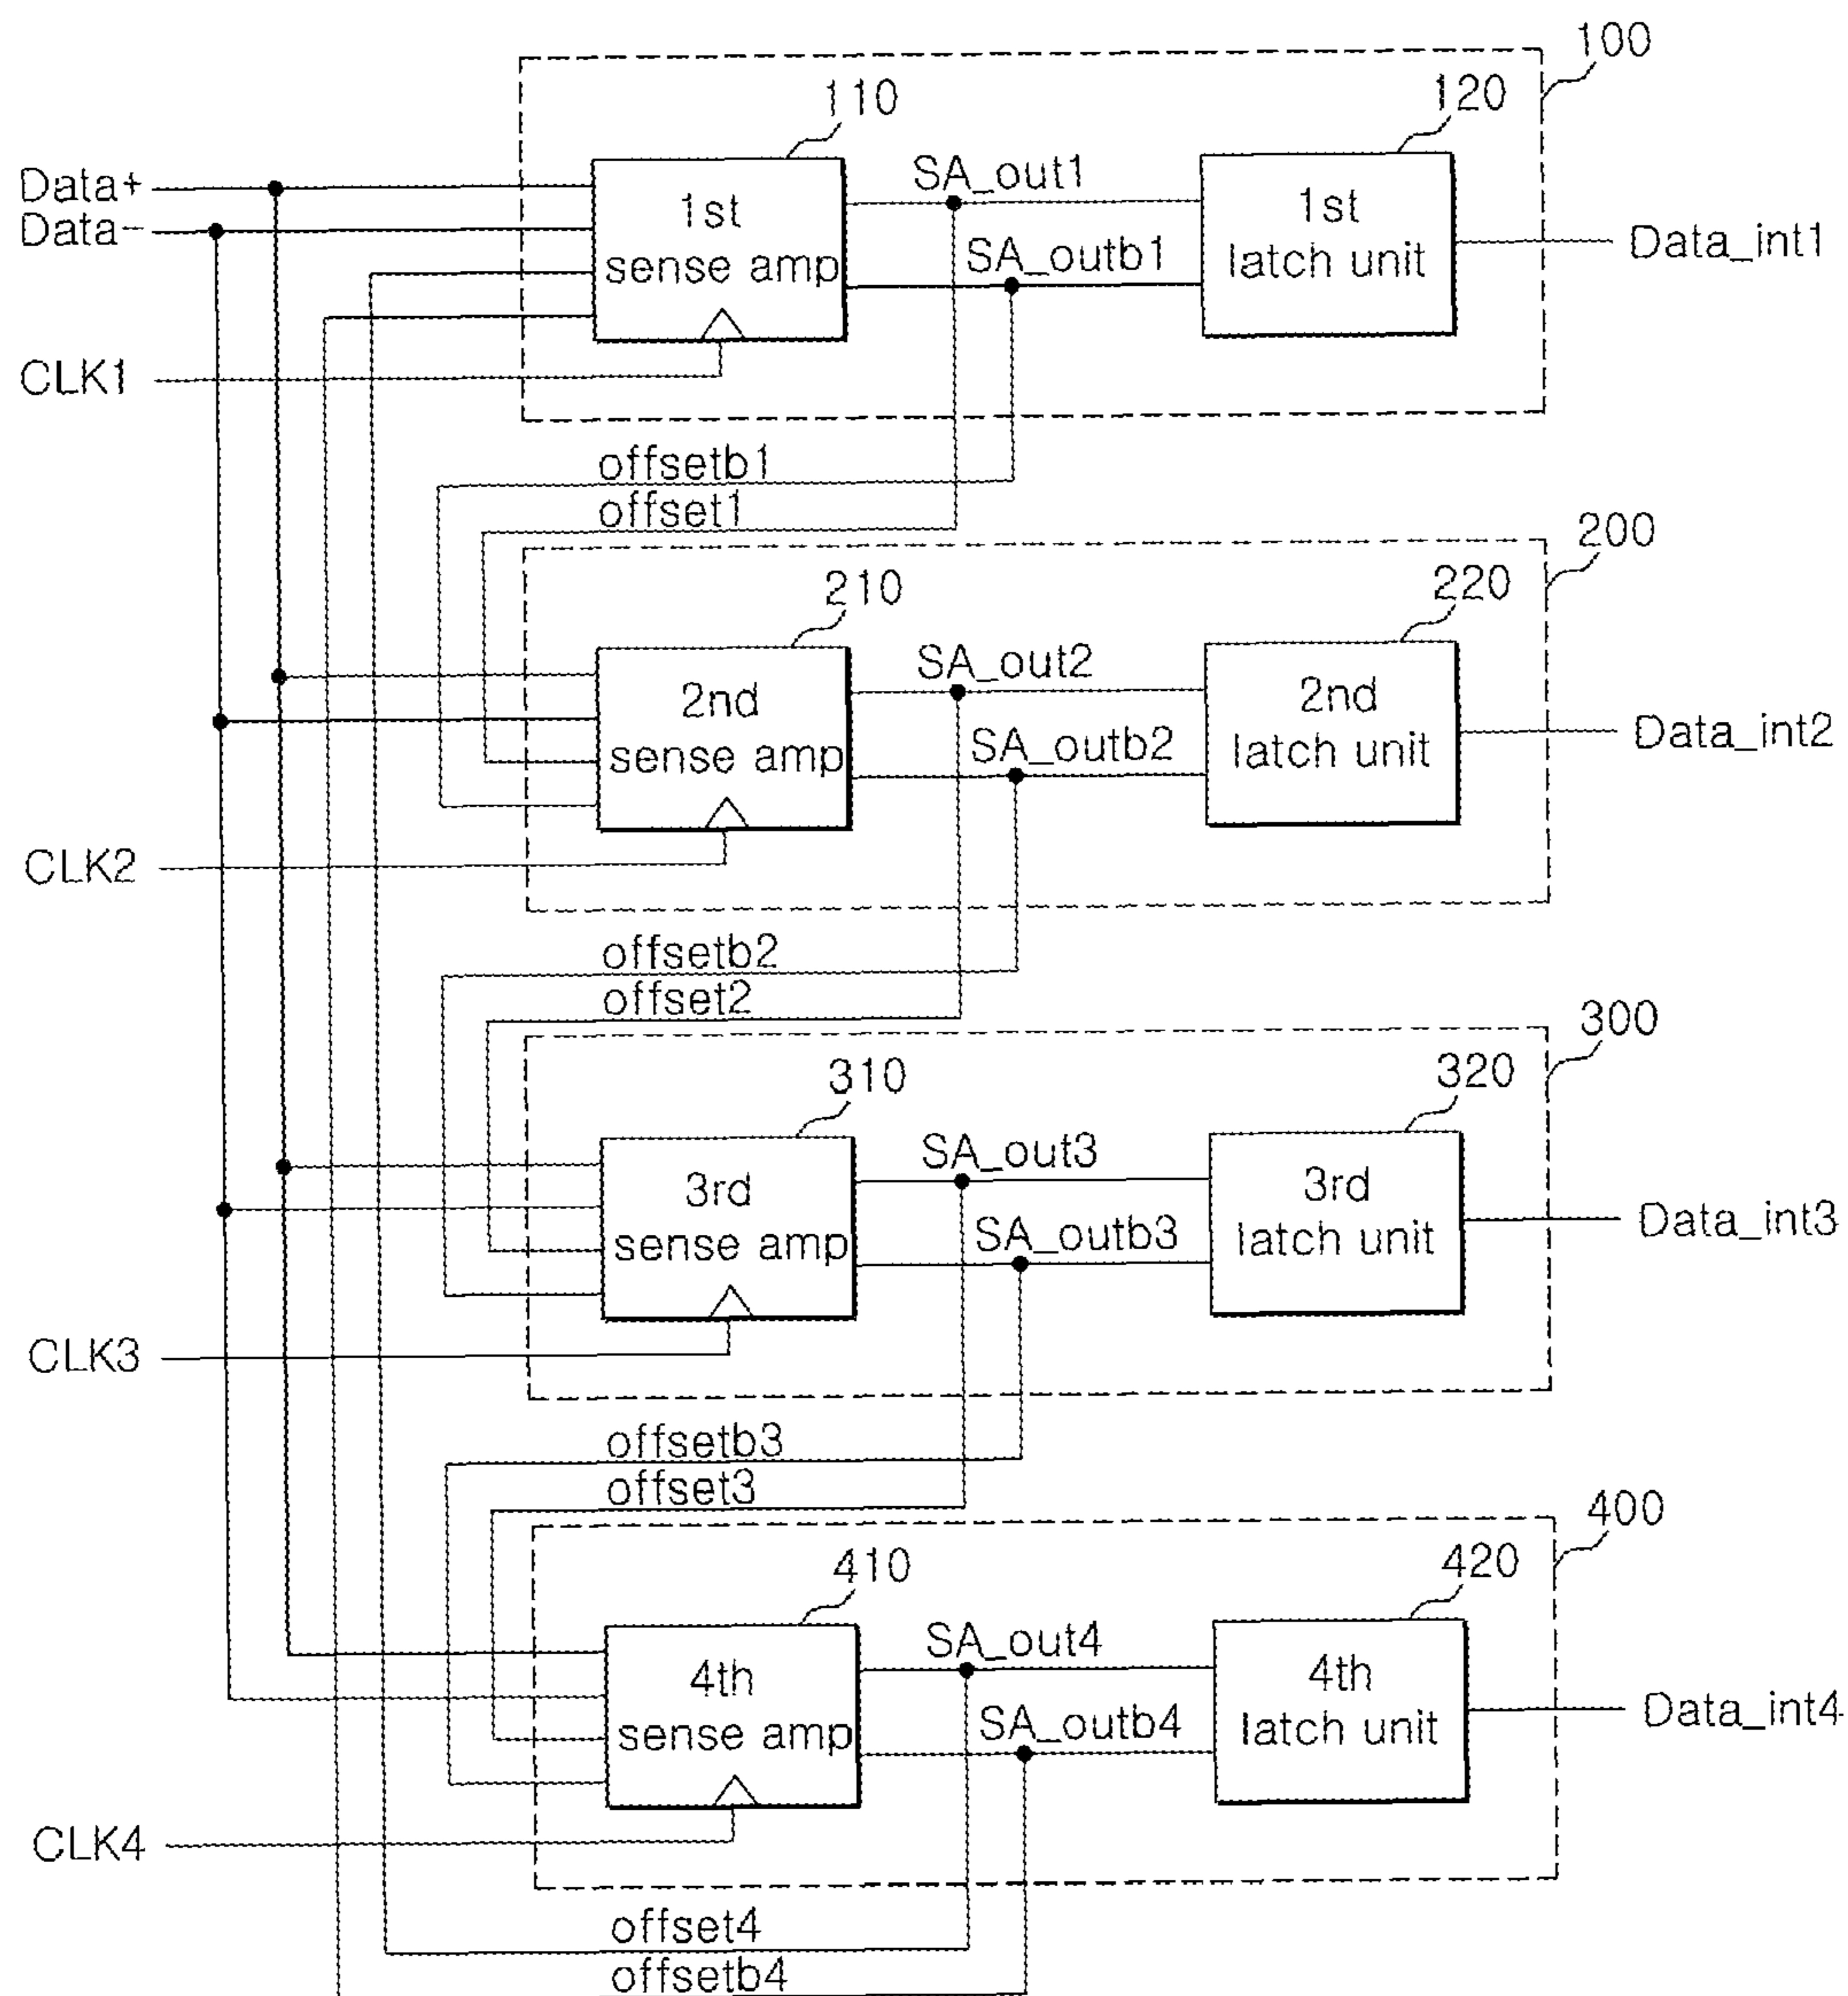 100
110
120
Data+
Data-
SA_out1
SA_outb1
1st
sense amp
1st
latch unit
Data_int1
CLK1
offsetb1
offset1
200
210
220
SA_out2
SA_outb2
2nd
sense amp
2nd
latch unit
Data_int2
CLK2
offsetb2
offset2
300
310
320
SA_out3
SA_outb3
3rd
sense amp
3rd
latch unit
Data_int3
CLK3
offsetb3
offset3
400
410
420
SA_out4
SA_outb4
4th
sense amp
4th
latch unit
Data_int4
CLK4
offset4
offsetb4